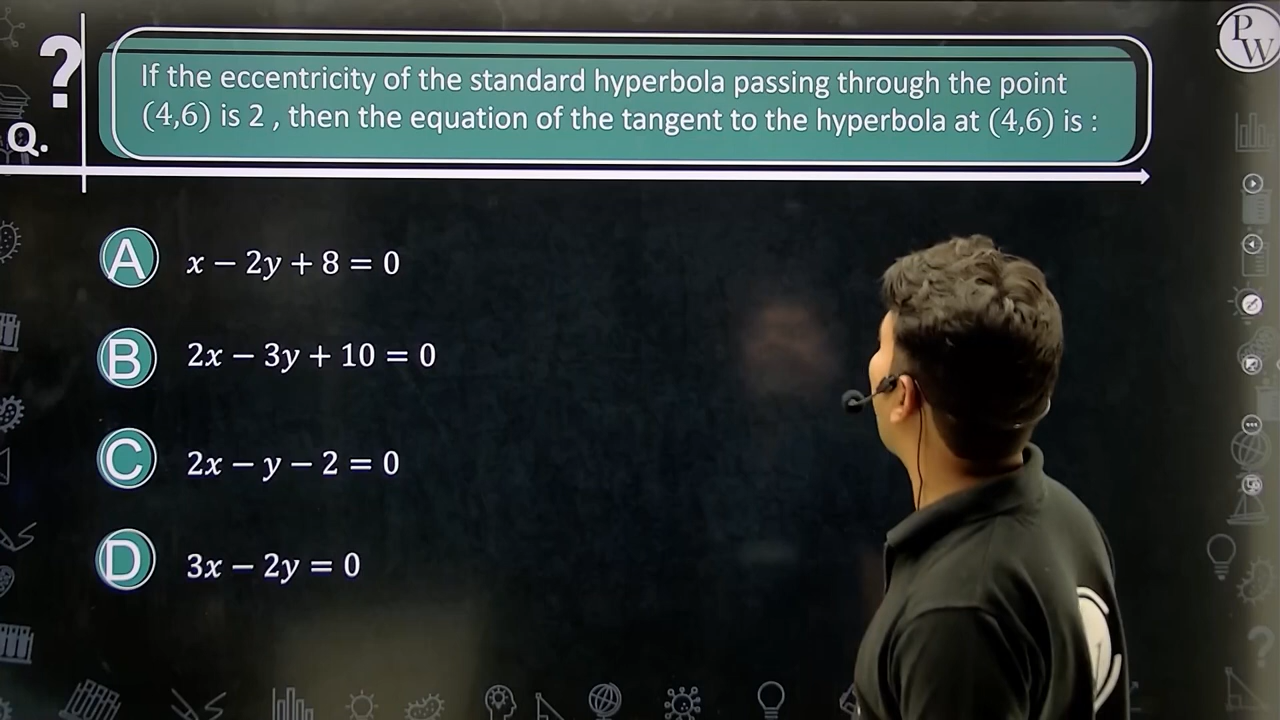 PW
?
Q.
If the eccentricity of the standard hyperbola passing through the point
(4,6) is 2 , then the equation of the tangent to the hyperbola at (4,6) is :
A x − 2y + 8 = 0
B 2x − 3y + 10 = 0
C 2x − y − 2 = 0
D 3x − 2y = 0